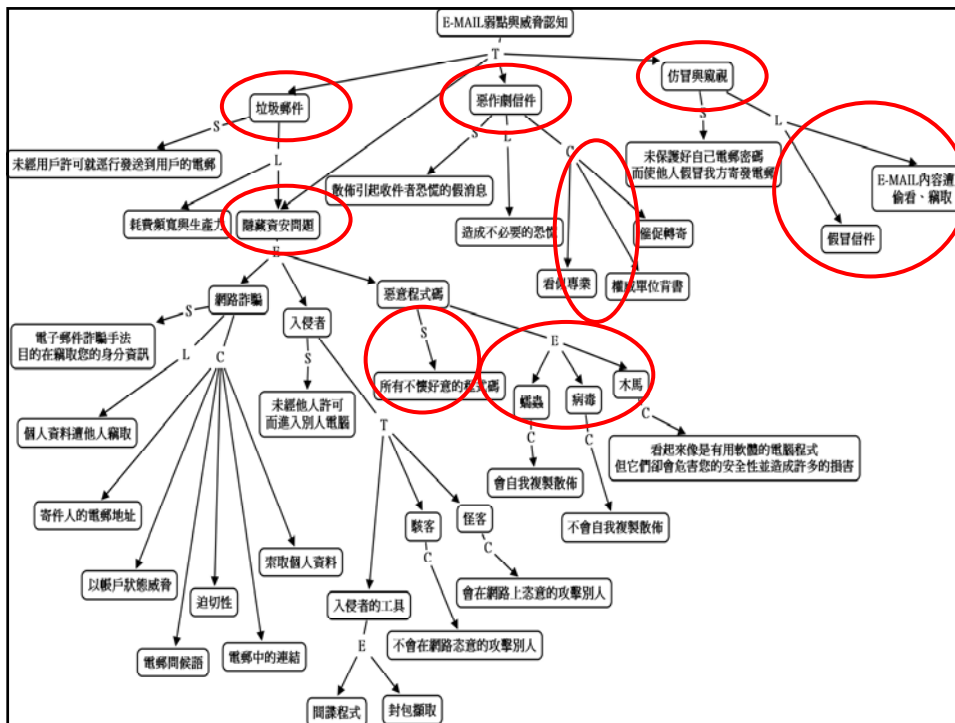 E-MAIL弱點與威脅認知
T
垃圾郵件
惡作劇信件
仿冒與窺視
S
L
S
L
C
S
L
未經用戶許可就逕行發送到用戶的電郵
散佈引起收件者恐慌的假消息
未保護好自己電郵密碼
而使他人假冒我方寄發電郵
E-MAIL內容遭
偷看、竊取
耗費頻寬與生產力
隱藏資安問題
造成不必要的恐慌
催促轉寄
假冒信件
看似專業
權威單位背書
E
網路詐騙
入侵者
惡意程式碼
S
L
C
S
T
S
E
電子郵件詐騙手法
目的在竊取您的身分資訊
所有不懷好意的程式碼
蠕蟲
病毒
木馬
C
C
C
未經他人許可
而進入別人電腦
個人資料遭他人竊取
看起來像是有用軟體的電腦程式
但它們卻會危害您的安全性並造成許多的損害
會自我複製散佈
不會自我複製散佈
寄件人的電郵地址
駭客
怪客
C
C
索取個人資料
以帳戶狀態威脅
迫切性
入侵者的工具
會在網路上恣意的攻擊別人
不會在網路恣意的攻擊別人
電郵問候語
電郵中的連結
E
間諜程式
封包擷取